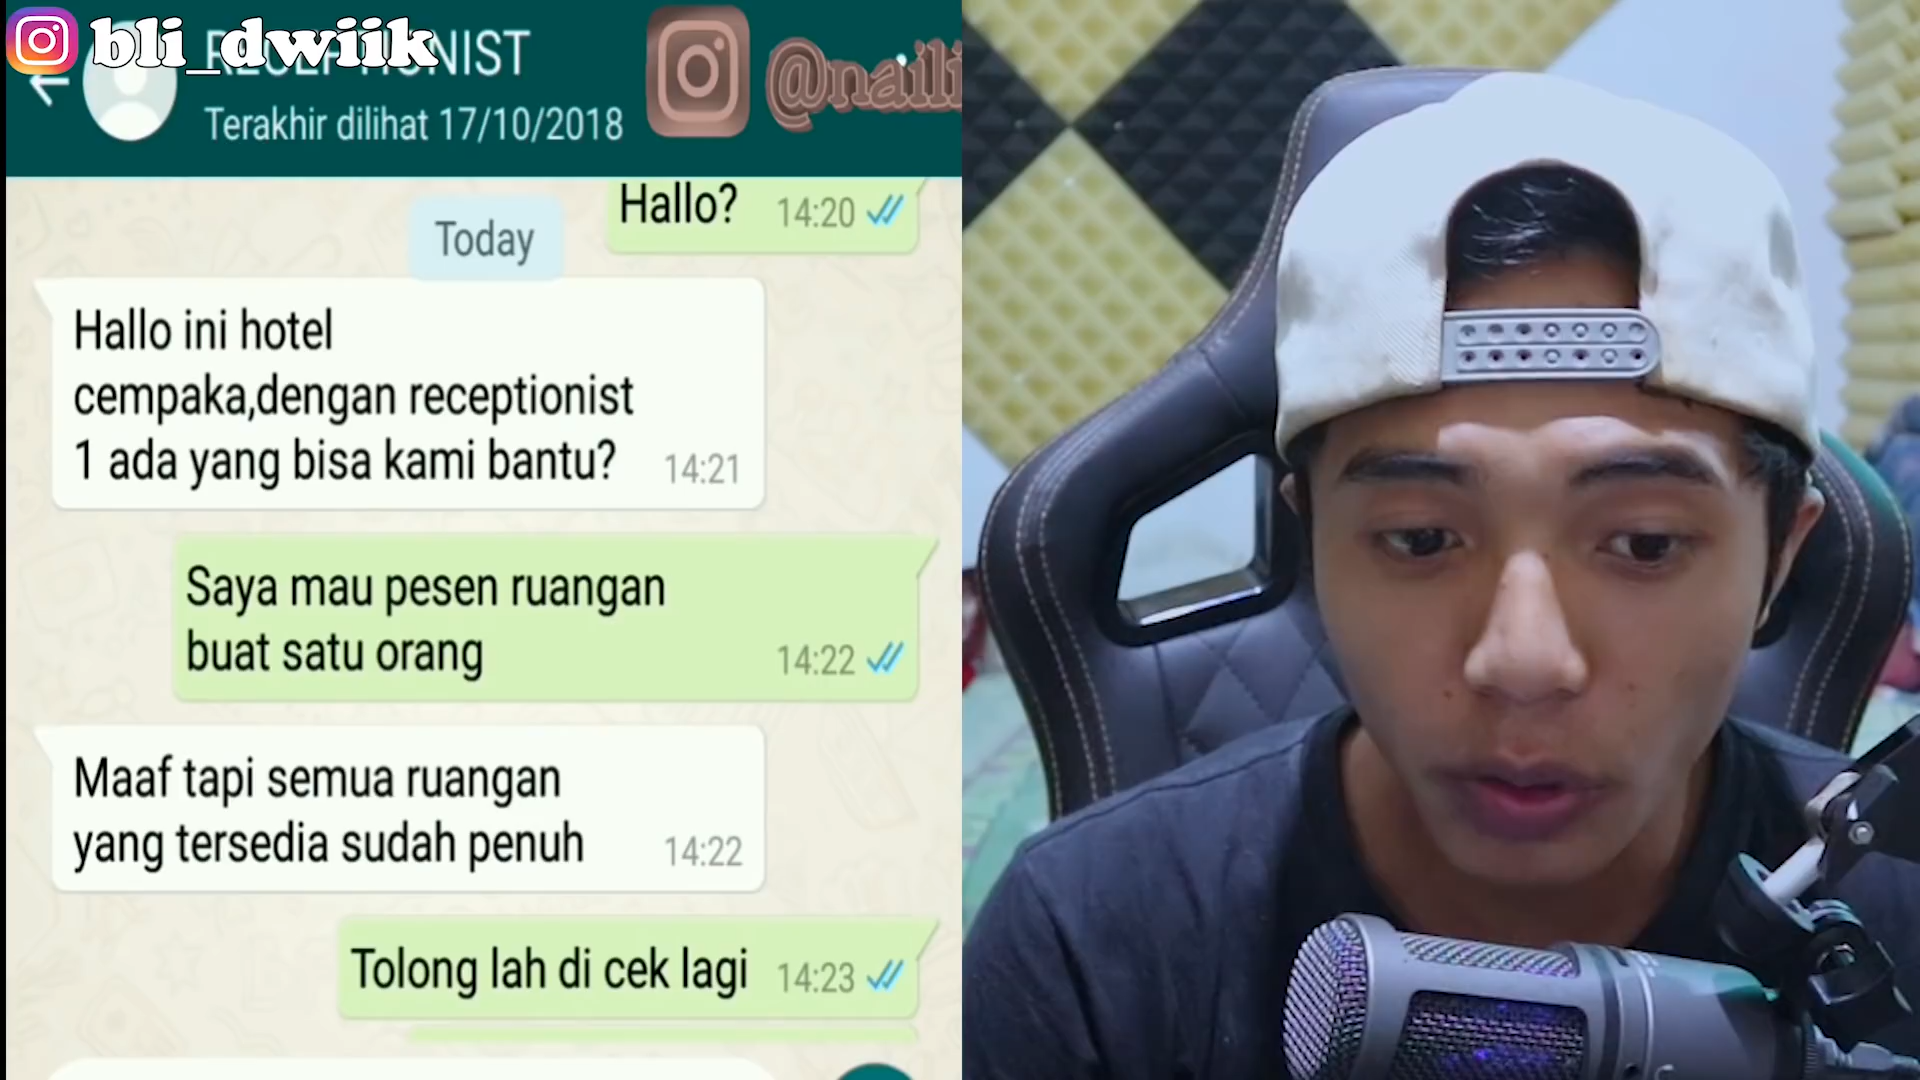 bli_dwiik
RECEPTIONIST
Terakhir dilihat 17/10/2018
@naili
Hallo? 14:20
Today
Hallo ini hotel
cempaka,dengan receptionist
1 ada yang bisa kami bantu? 14:21
Saya mau pesen ruangan
buat satu orang 14:22
Maaf tapi semua ruangan
yang tersedia sudah penuh 14:22
Tolong lah di cek lagi 14:23